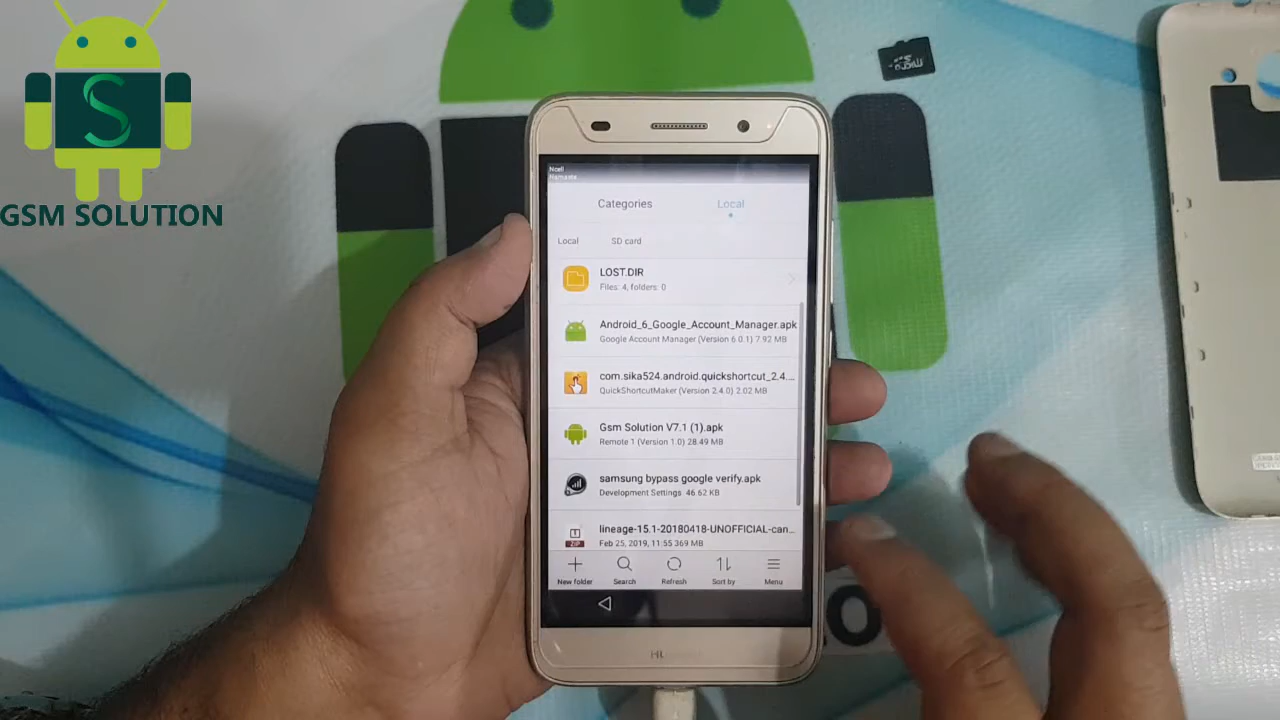 S
GSM SOLUTION
micro
Ncell
Namaste
Categories
Local
Local
SD card
LOST.DIR
Files: 4, folders: 0
Android_6_Google_Account_Manager.apk
Google Account Manager (Version 6.0.1) 7.92 MB
com.sika524.android.quickshortcut_2.4....
QuickShortcutMaker (Version 2.4.0) 2.02 MB
Gsm Solution V7.1 (1).apk
Remote 1 (Version 1.0) 28.49 MB
samsung bypass google verify.apk
Development Settings 46.62 KB
lineage-15.1-20180418-UNOFFICIAL-can...
ZIP
Feb 25, 2019, 11:55 369 MB
New folder
Search
Refresh
Sort by
Menu